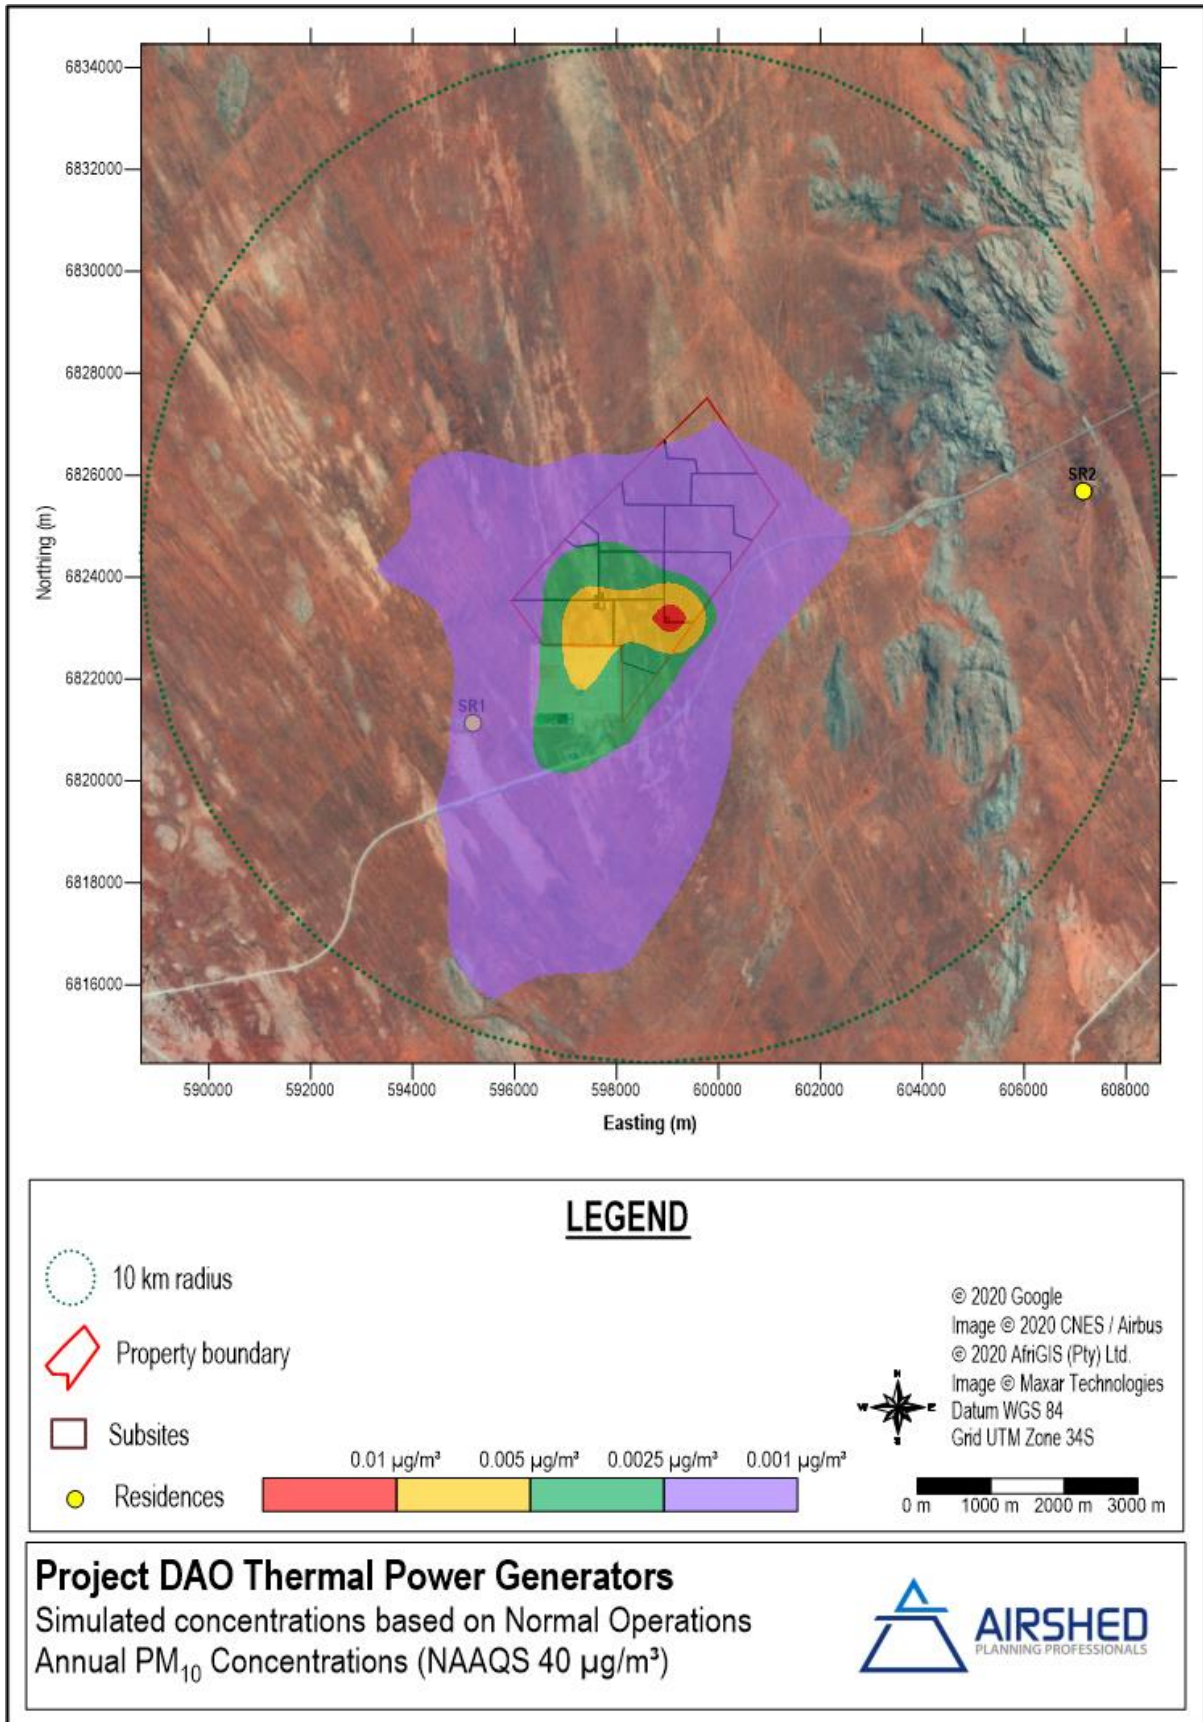 6834000
6832000
6830000
6828000
6826000
6824000
6822000
6820000
6818000
6816000
Northing (m)
SR2
SR1
590000 592000 594000 596000 598000 600000 602000 604000 606000 608000
Easting (m)
LEGEND
10 km radius
Property boundary
Subsites
Residences
0.01 µg/m³ 0.005 µg/m³ 0.0025 µg/m³ 0.001 µg/m³
© 2020 Google
Image © 2020 CNES / Airbus
© 2020 AfriGIS (Pty) Ltd.
Image © Maxar Technologies
Datum WGS 84
Grid UTM Zone 34S
N
W E
S
0 m 1000 m 2000 m 3000 m
Project DAO Thermal Power Generators
Simulated concentrations based on Normal Operations
Annual PM₁₀ Concentrations (NAAQS 40 µg/m³)
AIRSHED
PLANNING PROFESSIONALS